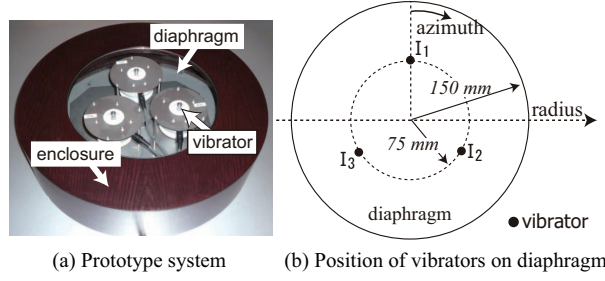 diaphragm
vibrator
enclosure
(a) Prototype system
azimuth
I1
150 mm
radius
75 mm
I3
I2
diaphragm
vibrator
(b) Position of vibrators on diaphragm